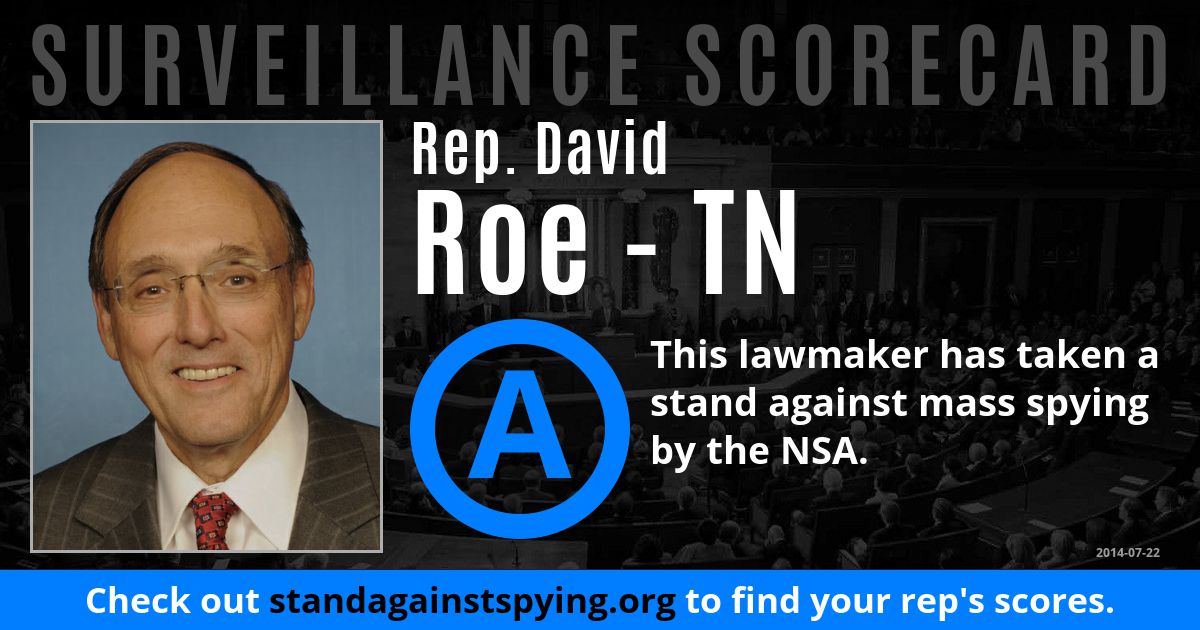 SURVEILLANCE SCORECARD
Rep. David
Roe - TN
A
This lawmaker has taken a
stand against mass spying
by the NSA.
2014-07-22
Check out standagainstspying.org to find your rep's scores.